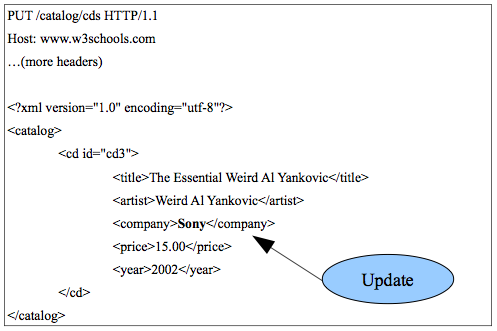 PUT /catalog/cds HTTP/1.1
Host: www.w3schools.com
…(more headers)
<?xml version="1.0" encoding="utf-8"?>
<catalog>
<cd id="cd3">
<title>The Essential Weird Al Yankovic</title>
<artist>Weird Al Yankovic</artist>
<company>Sony</company>
<price>15.00</price>
<year>2002</year>
Update
</cd>
</catalog>